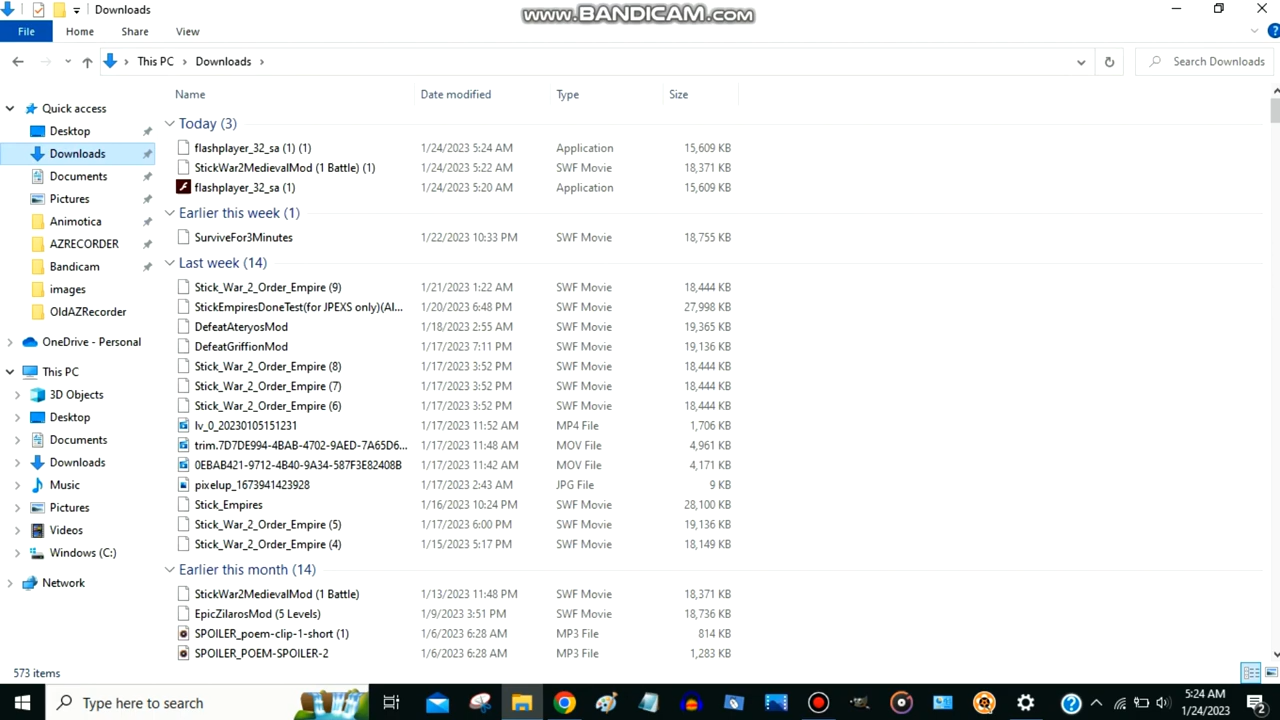 Downloads
www.BANDICAM.com
File Home Share View
This PC > Downloads > Search Downloads
Name Date modified Type Size
Quick access
Desktop
Downloads
Documents
Pictures
Animotica
AZRECORDER
Bandicam
images
OldAZRecorder
OneDrive - Personal
This PC
3D Objects
Desktop
Documents
Downloads
Music
Pictures
Videos
Windows (C:)
Network
Today (3)
flashplayer_32_sa (1) (1) 1/24/2023 5:24 AM Application 15,609 KB
StickWar2MedievalMod (1 Battle) (1) 1/24/2023 5:22 AM SWF Movie 18,371 KB
flashplayer_32_sa (1) 1/24/2023 5:20 AM Application 15,609 KB
Earlier this week (1)
SurviveFor3Minutes 1/22/2023 10:33 PM SWF Movie 18,755 KB
Last week (14)
Stick_War_2_Order_Empire (9) 1/21/2023 1:22 AM SWF Movie 18,444 KB
StickEmpiresDoneTest(for JPEXS only)(Al... 1/20/2023 6:48 PM SWF Movie 27,998 KB
DefeatAteryosMod 1/18/2023 2:55 AM SWF Movie 19,365 KB
DefeatGriffionMod 1/17/2023 7:11 PM SWF Movie 19,136 KB
Stick_War_2_Order_Empire (8) 1/17/2023 3:52 PM SWF Movie 18,444 KB
Stick_War_2_Order_Empire (7) 1/17/2023 3:52 PM SWF Movie 18,444 KB
Stick_War_2_Order_Empire (6) 1/17/2023 3:52 PM SWF Movie 18,444 KB
lv_0_20230105151231 1/17/2023 11:52 AM MP4 File 1,706 KB
trim.7D7DE994-4BAB-4702-9AED-7A65D6... 1/17/2023 11:48 AM MOV File 4,961 KB
0EBAB421-9712-4B40-9A34-587F3E82408B 1/17/2023 11:42 AM MOV File 4,171 KB
pixelup_1673941423928 1/17/2023 2:43 AM JPG File 9 KB
Stick_Empires 1/16/2023 10:24 PM SWF Movie 28,100 KB
Stick_War_2_Order_Empire (5) 1/17/2023 6:00 PM SWF Movie 19,136 KB
Stick_War_2_Order_Empire (4) 1/15/2023 5:17 PM SWF Movie 18,149 KB
Earlier this month (14)
StickWar2MedievalMod (1 Battle) 1/13/2023 11:48 PM SWF Movie 18,371 KB
EpicZilarosMod (5 Levels) 1/9/2023 3:51 PM SWF Movie 18,736 KB
SPOILER_poem-clip-1-short (1) 1/6/2023 6:28 AM MP3 File 814 KB
SPOILER_POEM-SPOILER-2 1/6/2023 6:28 AM MP3 File 1,283 KB
573 items
Type here to search
5:24 AM
1/24/2023
2